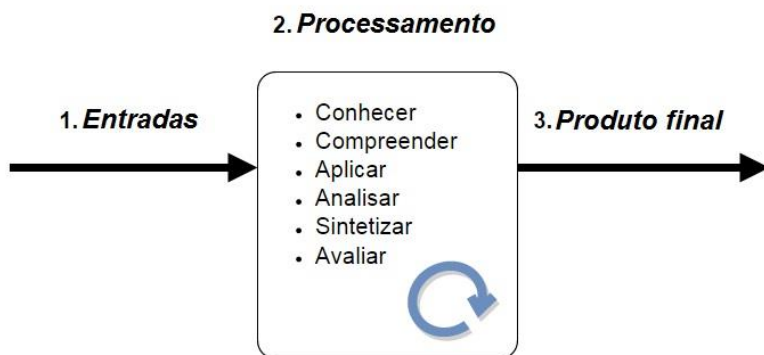 2. Processamento
1. Entradas
• Conhecer
• Compreender
• Aplicar
• Analisar
• Sintetizar
• Avaliar
3. Produto final